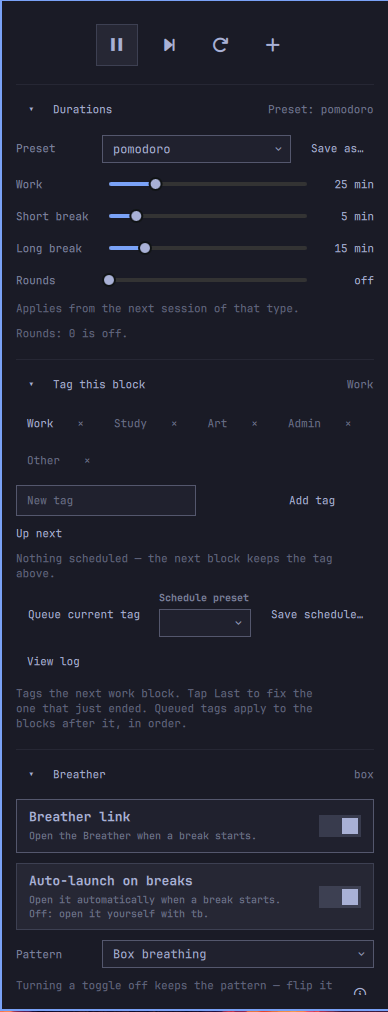 ▾ Durations Preset: pomodoro
Preset pomodoro Save as…
Work 25 min
Short break 5 min
Long break 15 min
Rounds off
Applies from the next session of that type.
Rounds: 0 is off.
▾ Tag this block Work
Work × Study × Art × Admin ×
Other ×
New tag Add tag
Up next
Nothing scheduled — the next block keeps the tag
above.
Schedule preset
Queue current tag Save schedule…
View log
Tags the next work block. Tap Last to fix the
one that just ended. Queued tags apply to the
blocks after it, in order.
▾ Breather box
Breather link
Open the Breather when a break starts.
Auto-launch on breaks
Open it automatically when a break starts.
Off: open it yourself with tb.
Pattern Box breathing
Turning a toggle off keeps the pattern — flip it